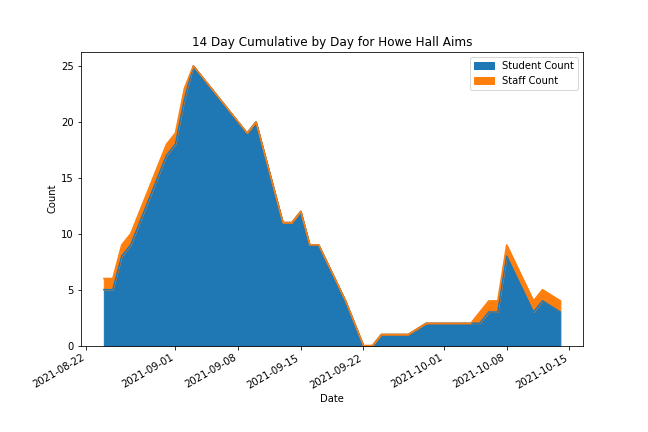 14 Day Cumulative by Day for Howe Hall Aims
Student Count
Staff Count
Count
25
20
15
10
5
0
2021-08-22
2021-09-01
2021-09-08
2021-09-15
2021-09-22
2021-10-01
2021-10-08
2021-10-15
Date